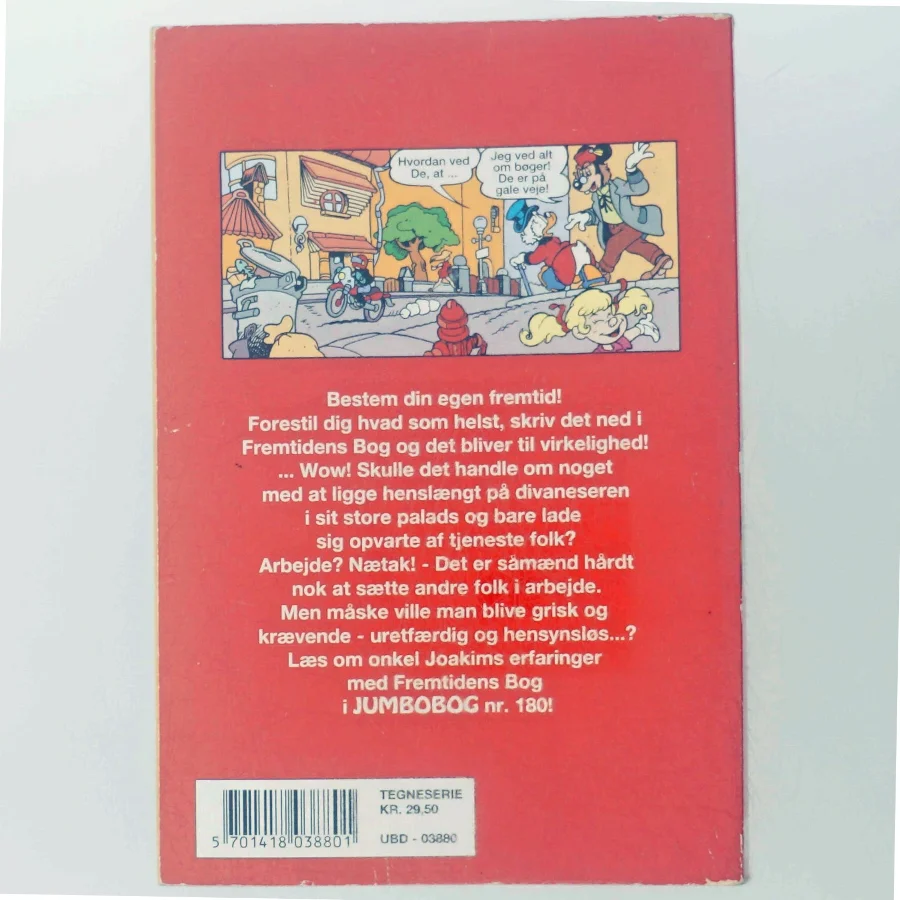 Hvordan ved
De, at ...
Jeg ved alt
om bøger!
De er på
gale veje!
Bestem din egen fremtid!
Forestil dig hvad som helst, skriv det ned i
Fremtidens Bog og det bliver til virkelighed!
... Wow! Skulle det handle om noget
med at ligge henslængt på divaneseren
i sit store palads og bare lade
sig opvarte af tjeneste folk?
Arbejde? Nætak! - Det er såmænd hårdt
nok at sætte andre folk i arbejde.
Men måske ville man blive grisk og
krævende - uretfærdig og hensynsløs...?
Læs om onkel Joakims erfaringer
med Fremtidens Bog
i JUMBOBOG nr. 180!
TEGNESERIE
KR. 29,50
UBD - 03880
5 701418 038801